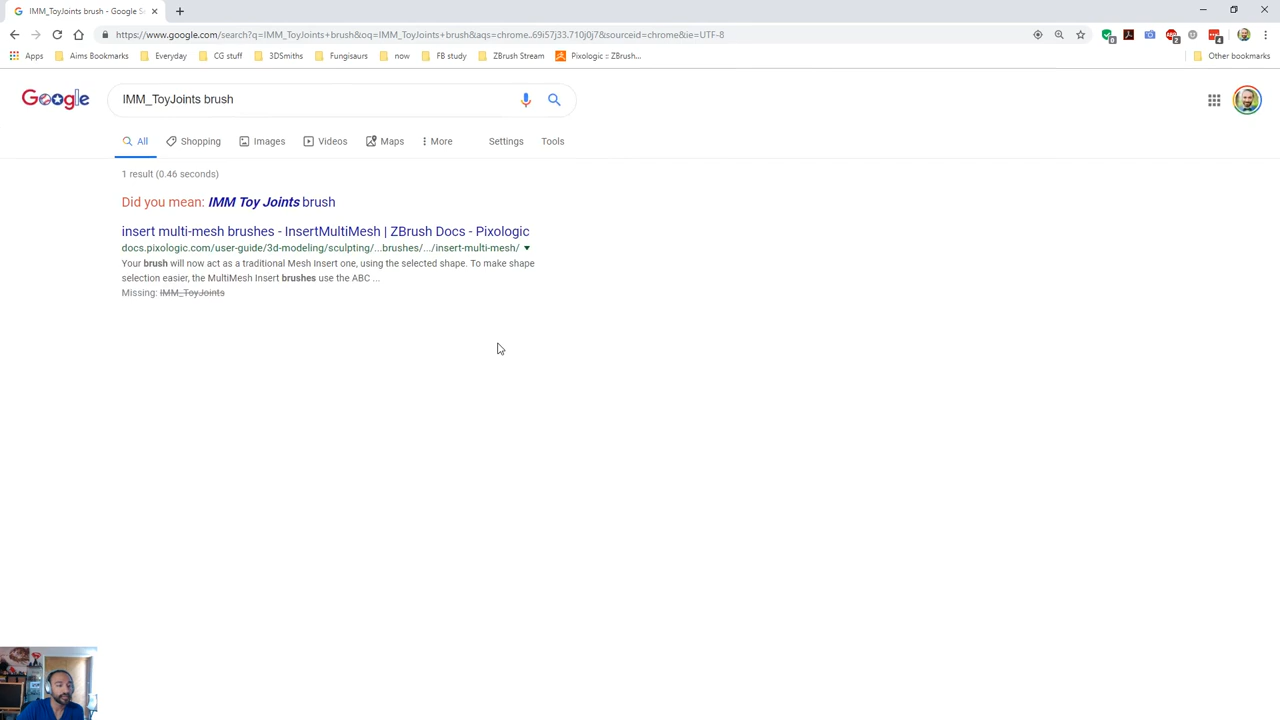 IMM_ToyJoints brush - Google S
https://www.google.com/search?q=IMM_ToyJoints+brush&oq=IMM_ToyJoints+brush&aqs=chrome..69i57j33.710j0j7&sourceid=chrome&ie=UTF-8
Apps Aims Bookmarks Everyday CG stuff 3DSmiths Fungisaurs now FB study ZBrush Stream Pixologic :: ZBrush... Other bookmarks
Google IMM_ToyJoints brush
All Shopping Images Videos Maps More Settings Tools
1 result (0.46 seconds)
Did you mean: IMM Toy Joints brush
insert multi-mesh brushes - InsertMultiMesh | ZBrush Docs - Pixologic
docs.pixologic.com/user-guide/3d-modeling/sculpting/...brushes/.../insert-multi-mesh/
Your brush will now act as a traditional Mesh Insert one, using the selected shape. To make shape
selection easier, the MultiMesh Insert brushes use the ABC ...
Missing: IMM_ToyJoints